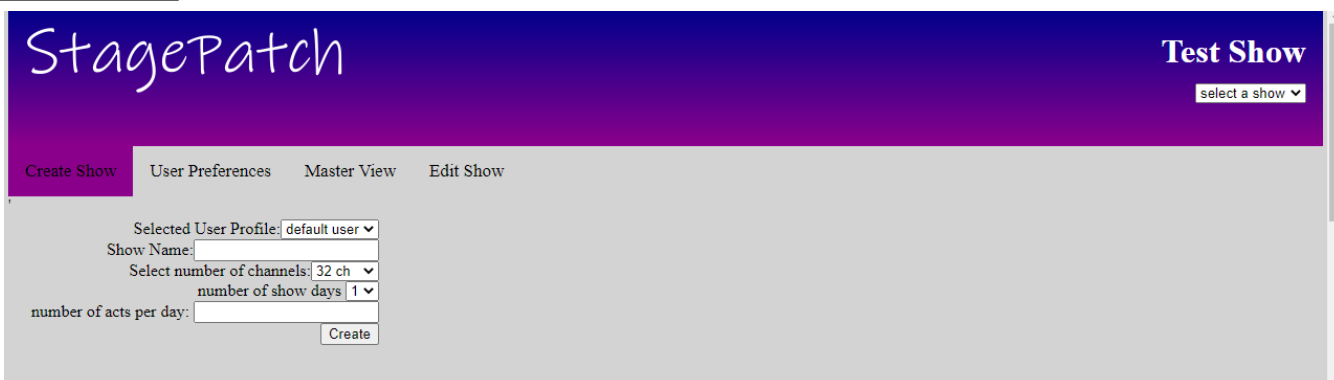 StagePatch
Test Show
select a show
Create Show User Preferences Master View Edit Show
'
Selected User Profile: default user
Show Name:
Select number of channels: 32 ch
number of show days 1
number of acts per day:
Create